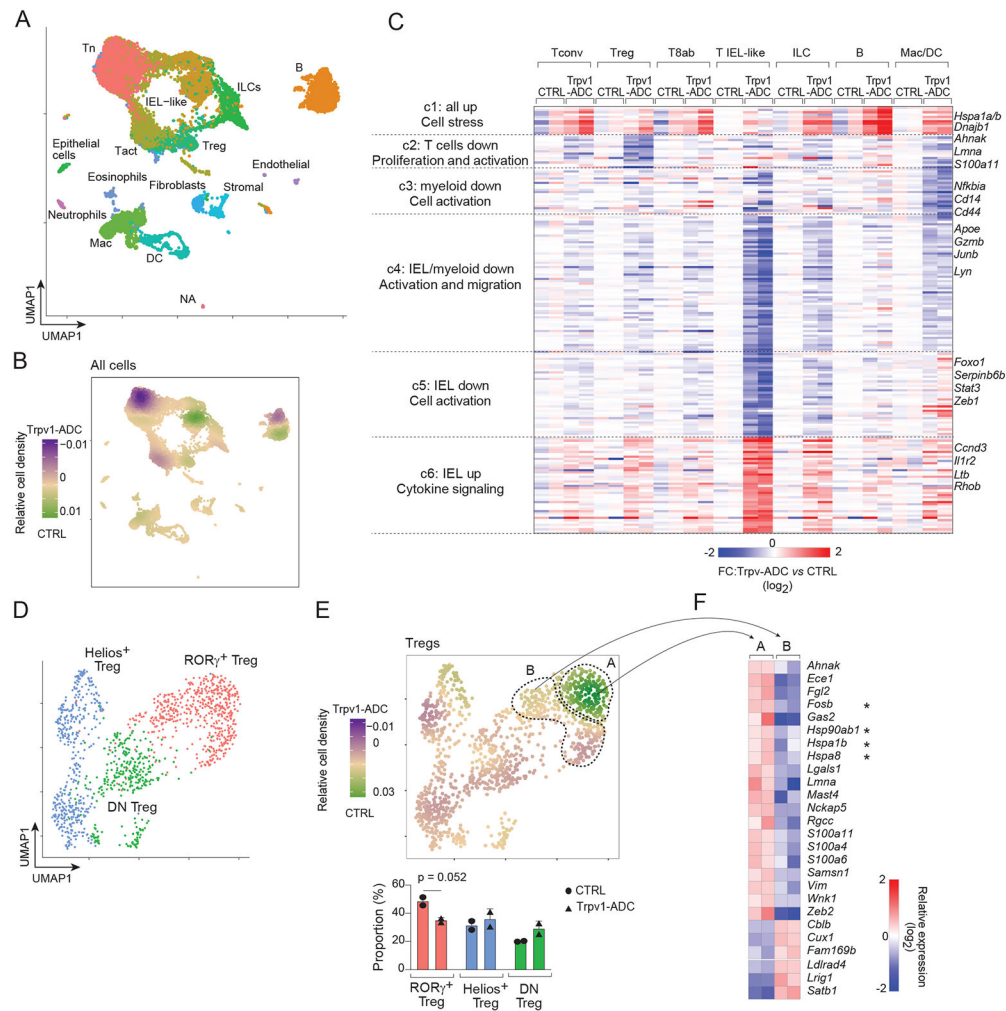 A
Tn
B
ILCs
IEL−like
Tact
Treg
Epithelial
cells
Eosinophils
Fibroblasts
Stromal
Endothelial
Neutrophils
Mac
DC
NA
UMAP1
UMAP1
B
All cells
Relative cell density
Trpv1-ADC
−0.01
0
0.01
CTRL
C
Tconv
Treg
T8ab
T IEL-like
ILC
B
Mac/DC
CTRL Trpv1 -ADC
CTRL Trpv1 -ADC
CTRL Trpv1 -ADC
CTRL Trpv1 -ADC
CTRL Trpv1 -ADC
CTRL Trpv1 -ADC
CTRL Trpv1 -ADC
c1: all up
Cell stress
c2: T cells down
Proliferation and activation
c3: myeloid down
Cell activation
c4: IEL/myeloid down
Activation and migration
c5: IEL down
Cell activation
c6: IEL up
Cytokine signaling
Hspa1a/b
Dnajb1
Ahnak
Lmna
S100a11
Nfkbia
Cd14
Cd44
Apoe
Gzmb
Junb
Lyn
Foxo1
Serpinb6b
Stat3
Zeb1
Ccnd3
Il1r2
Ltb
Rhob
-2
0
2
FC:Trpv-ADC vs CTRL
(log2)
D
Helios+
Treg
RORγ+ Treg
DN Treg
UMAP1
UMAP1
E
Tregs
B
A
Relative cell density
Trpv1-ADC
−0.01
0
0.03
CTRL
p = 0.052
CTRL
Trpv1-ADC
Proportion (%)
60
40
20
0
RORγ+
Treg
Helios+
Treg
DN
Treg
F
A
B
Ahnak
Ece1
Fgl2
Fosb *
Gas2
Hsp90ab1 *
Hspa1b *
Hspa8 *
Lgals1
Lmna
Mast4
Nckap5
Rgcc
S100a11
S100a4
S100a6
Samsn1
Vim
Wnk1
Zeb2
Cblb
Cux1
Fam169b
Ldlrad4
Lrig1
Satb1
2
0
-2
Relative expression
(log2)